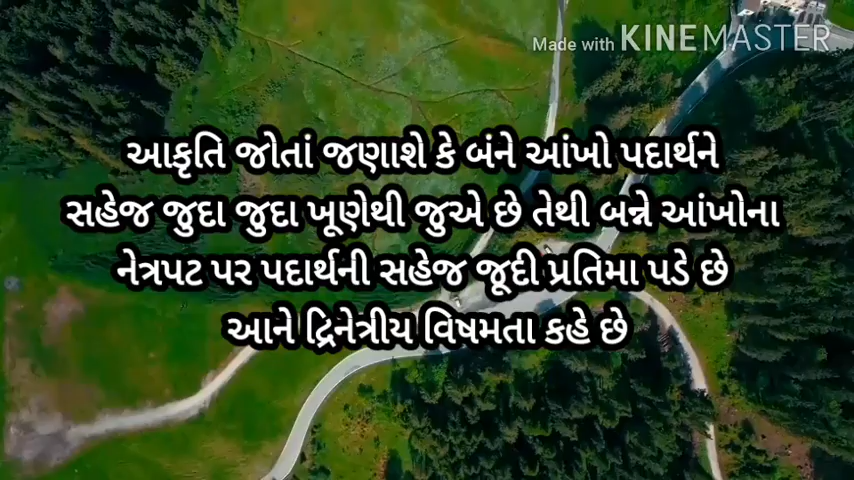 Made with KINEMASTER
આકૃતિ જોતાં જણાશે કે બંને આંખો પદાર્થને
સહેજ જુદા જુદા ખૂણેથી જુએ છે તેથી બન્ને આંખોના
નેત્રપટ પર પદાર્થની સહેજ જૂદી પ્રતિમા પડે છે
આને દ્રિનેત્રીય વિષમતા કહે છે